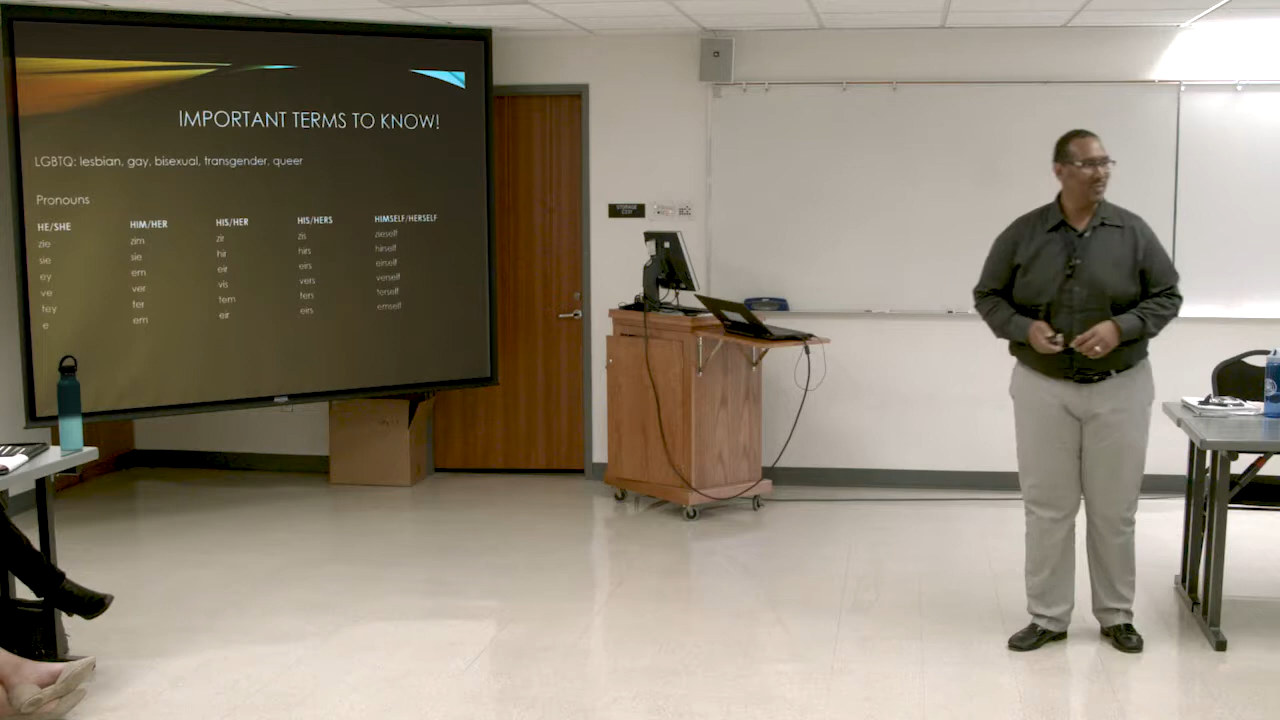 IMPORTANT TERMS TO KNOW!
LGBTQ: lesbian, gay, bisexual, transgender, queer
Pronouns
HE/SHE HIM/HER HIS/HER HIS/HERS HIMSELF/HERSELF
zie zim zir zis zieself
sie sie hir hirs hirself
ey em eir eirs eirself
ve ver vis vers verself
tey ter tem ters terself
e em eir eirs emself
STORAGE